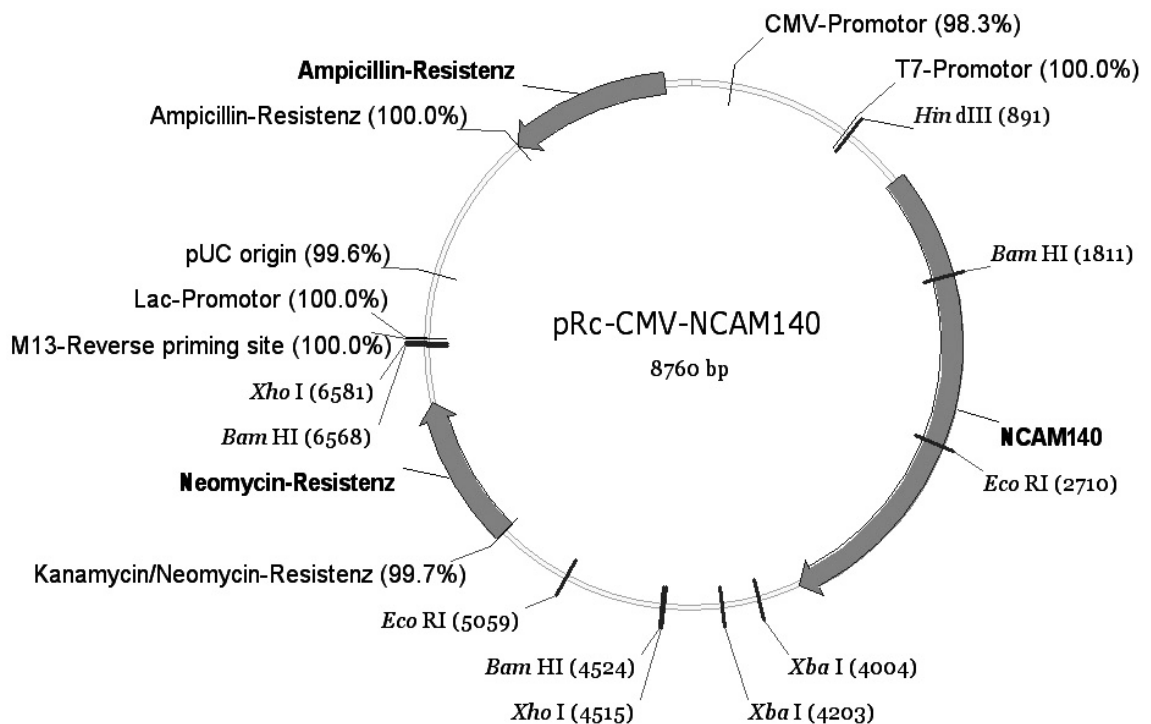 CMV-Promotor (98.3%)
T7-Promotor (100.0%)
Hin dIII (891)
Bam HI (1811)
NCAM140
Eco RI (2710)
Xba I (4004)
Xba I (4203)
Xho I (4515)
Bam HI (4524)
Eco RI (5059)
Kanamycin/Neomycin-Resistenz (99.7%)
Neomycin-Resistenz
Bam HI (6568)
Xho I (6581)
M13-Reverse priming site (100.0%)
Lac-Promotor (100.0%)
pUC origin (99.6%)
Ampicillin-Resistenz (100.0%)
Ampicillin-Resistenz
pRc-CMV-NCAM140
8760 bp